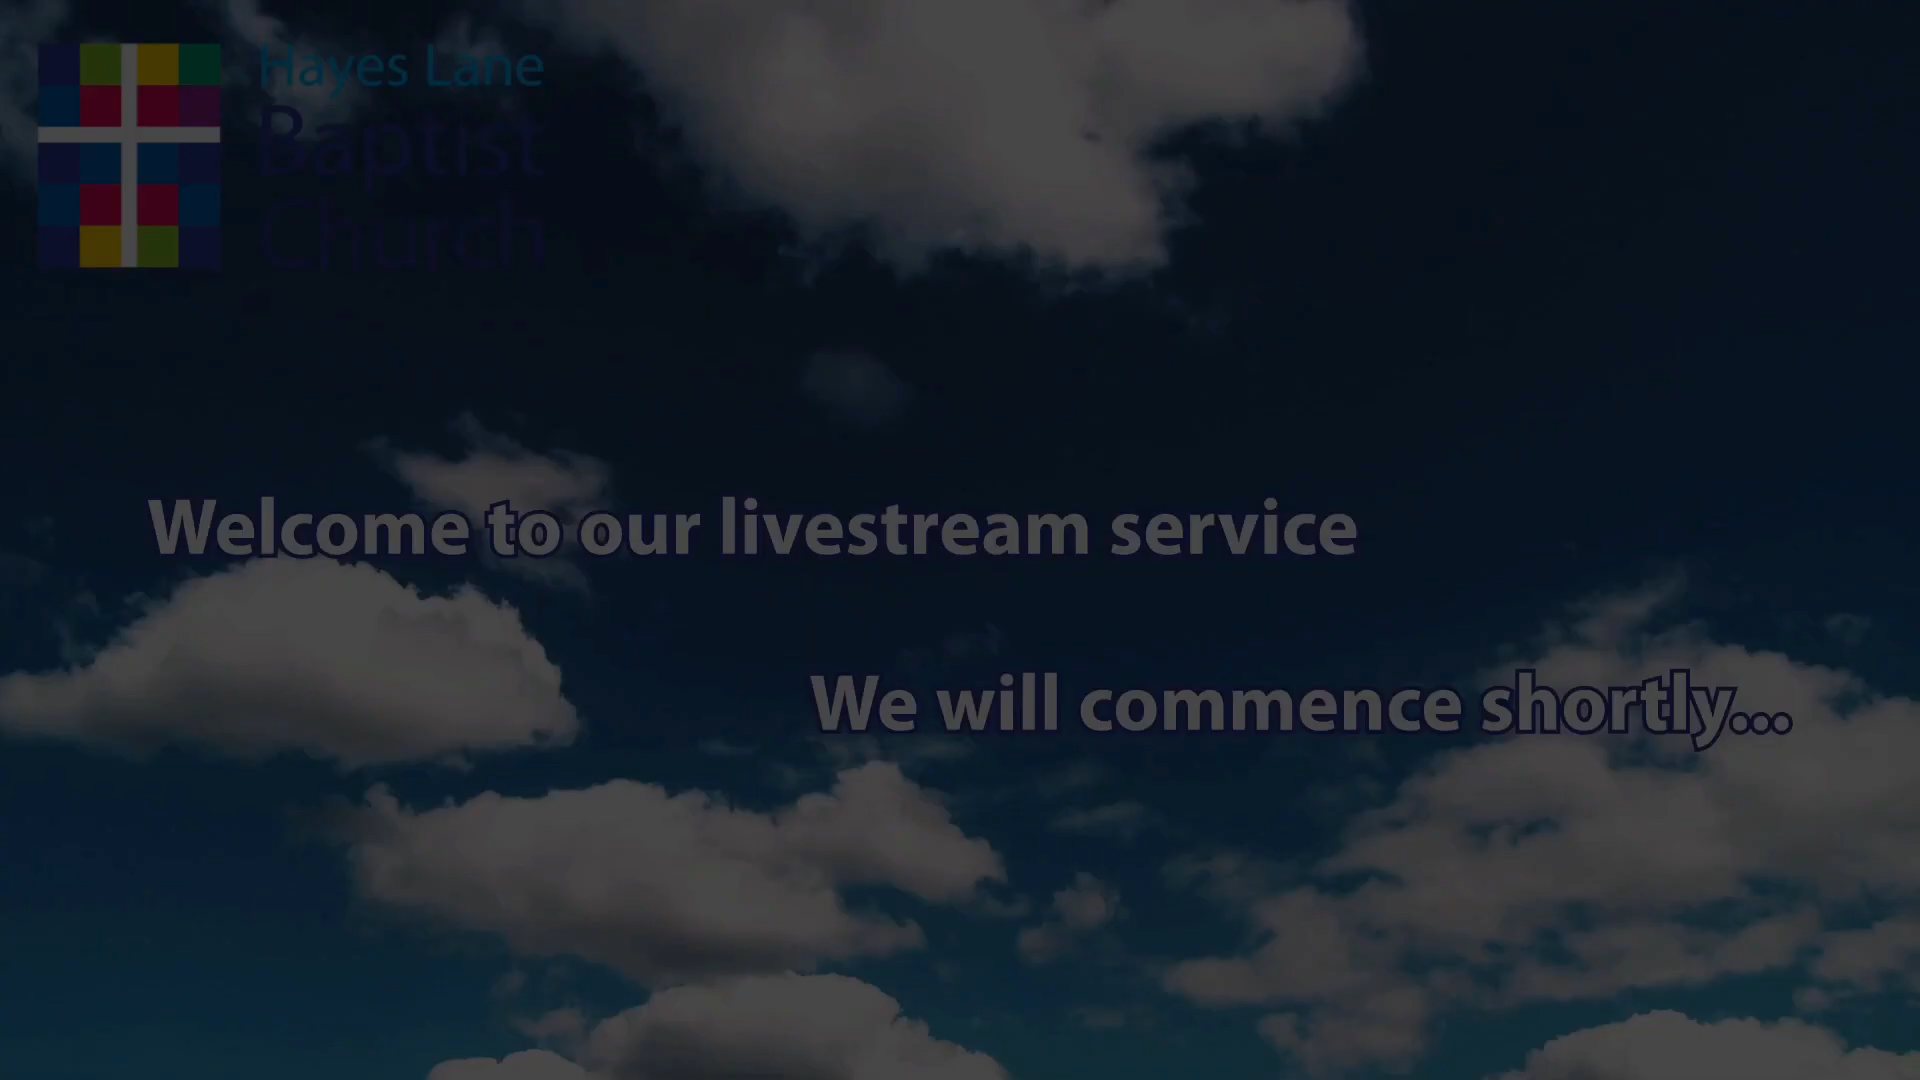 Hayes Lane
Baptist
Church
Welcome to our livestream service
We will commence shortly...